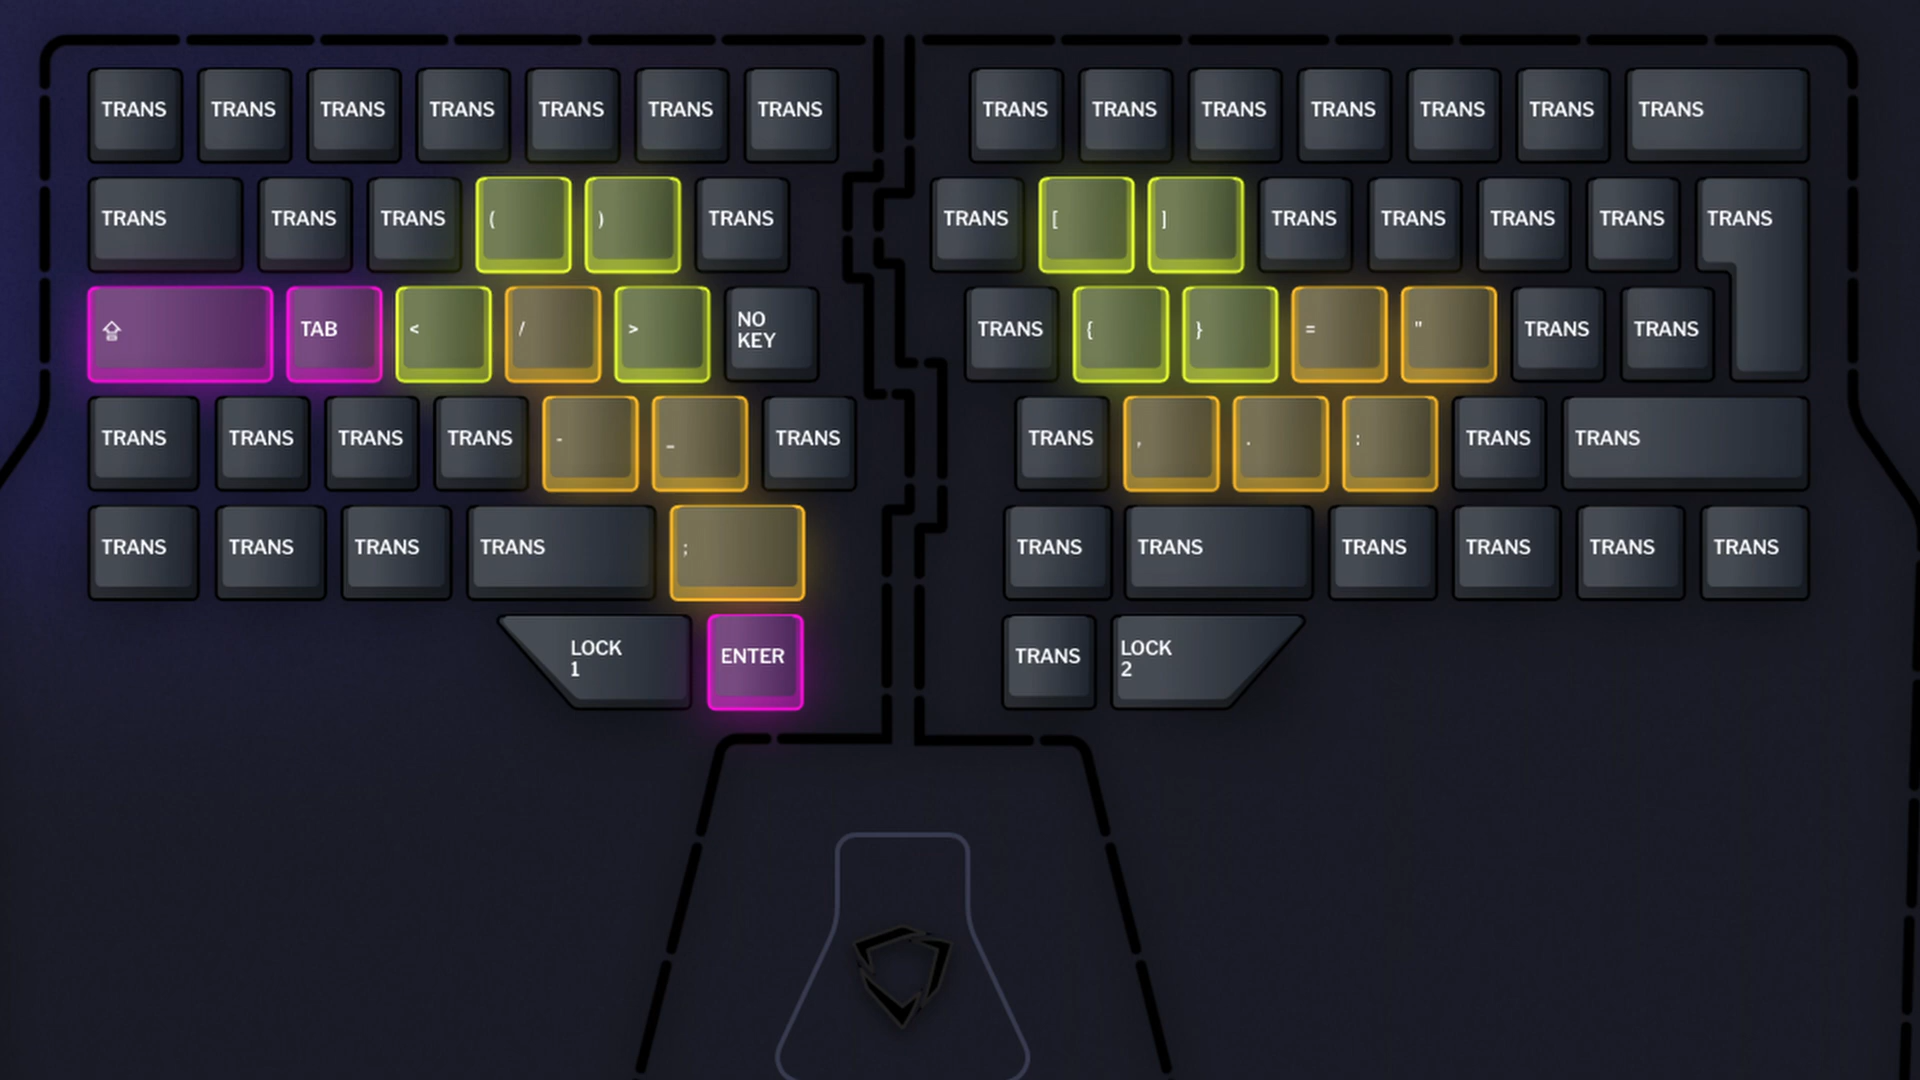 TRANS TRANS TRANS TRANS TRANS TRANS TRANS TRANS TRANS TRANS TRANS TRANS TRANS TRANS
TRANS TRANS TRANS ( ) TRANS TRANS [ ] TRANS TRANS TRANS TRANS TRANS
⇪ TAB < / > NO KEY TRANS { } = " TRANS TRANS
TRANS TRANS TRANS TRANS - _ TRANS TRANS , . : TRANS TRANS
TRANS TRANS TRANS TRANS ; TRANS TRANS TRANS TRANS TRANS TRANS
LOCK 1 ENTER TRANS LOCK 2